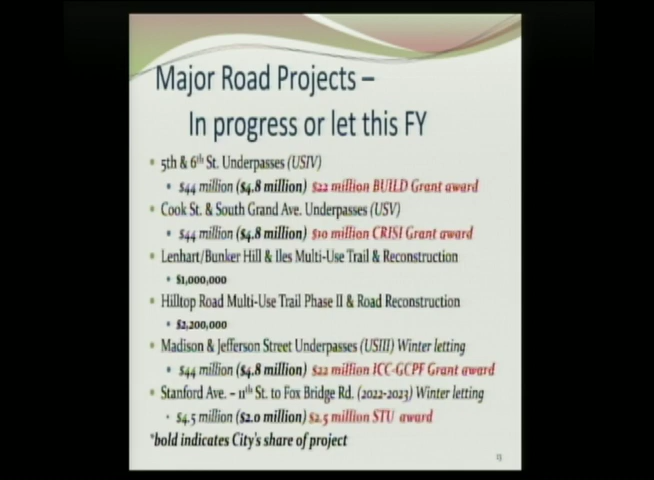 Major Road Projects –
In progress or let this FY
5th & 6th St. Underpasses (USIV)
$44 million ($4.8 million) $22 million BUILD Grant award
Cook St. & South Grand Ave. Underpasses (USV)
$44 million ($4.8 million) $10 million CRISI Grant award
Lenhart/Bunker Hill & Iles Multi-Use Trail & Reconstruction
$1,000,000
Hilltop Road Multi-Use Trail Phase II & Road Reconstruction
$2,200,000
Madison & Jefferson Street Underpasses (USIII) Winter letting
$44 million ($4.8 million) $22 million ICC-GCPF Grant award
Stanford Ave. – 11th St. to Fox Bridge Rd. (2022-2023) Winter letting
$4.5 million ($2.0 million) $2.5 million STU award
*bold indicates City's share of project